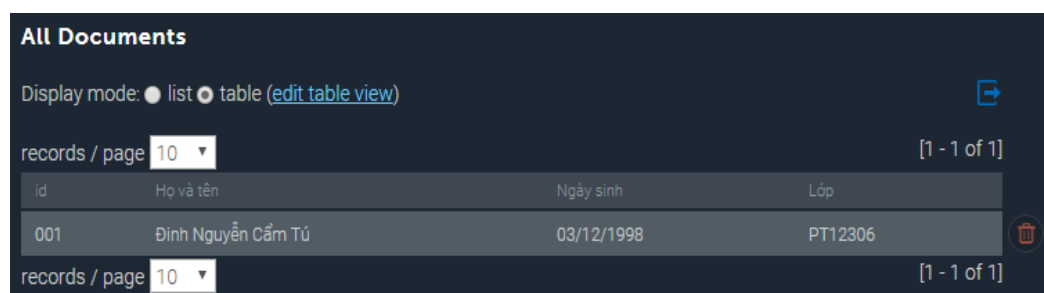 All Documents
Display mode: list table (edit table view)
records / page 10 [1 - 1 of 1]
id Họ và tên Ngày sinh Lớp
001 Đinh Nguyễn Cẩm Tú 03/12/1998 PT12306
records / page 10 [1 - 1 of 1]